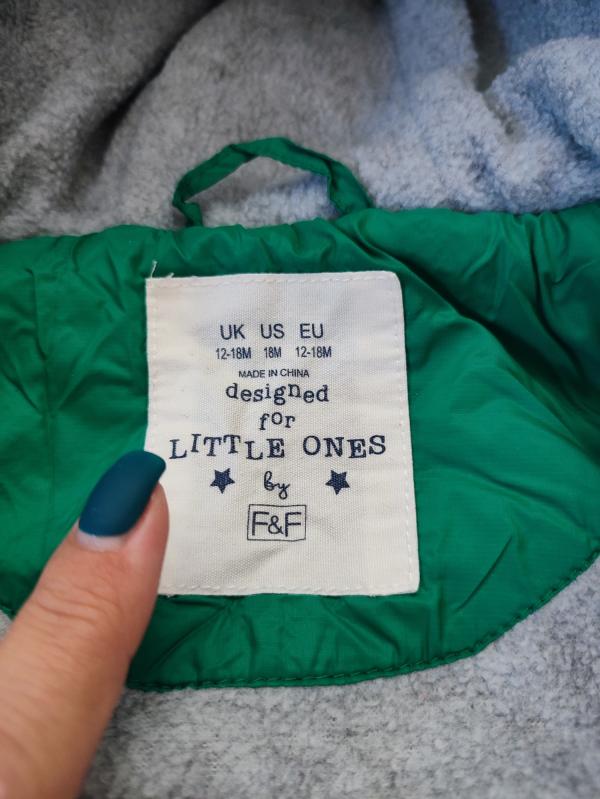 UK US EU
12-18M 18M 12-18M
MADE IN CHINA
designed
for
LITTLE ONES
by
F&F